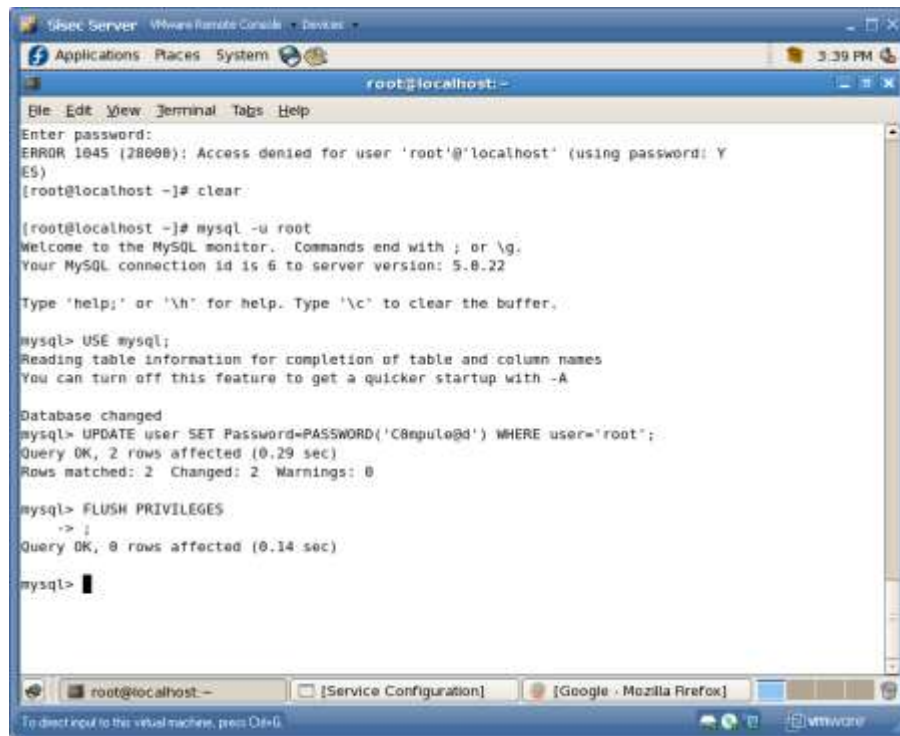 Sisec Server VMware Remote Console Devices
Applications Places System 3:39 PM
root@localhost:~
File Edit View Terminal Tabs Help
Enter password:
ERROR 1045 (28000): Access denied for user 'root'@'localhost' (using password: Y
ES)
[root@localhost ~]# clear
[root@localhost ~]# mysql -u root
Welcome to the MySQL monitor.  Commands end with ; or \g.
Your MySQL connection id is 6 to server version: 5.0.22
Type 'help;' or '\h' for help. Type '\c' to clear the buffer.
mysql> USE mysql;
Reading table information for completion of table and column names
You can turn off this feature to get a quicker startup with -A
Database changed
mysql> UPDATE user SET Password=PASSWORD('C0mpulo@d') WHERE user='root';
Query OK, 2 rows affected (0.29 sec)
Rows matched: 2  Changed: 2  Warnings: 0
mysql> FLUSH PRIVILEGES
    -> ;
Query OK, 0 rows affected (0.14 sec)
mysql>
root@localhost:~ [Service Configuration] [Google - Mozilla Firefox]
To direct input to this virtual machine, press Ctrl+G. vmware